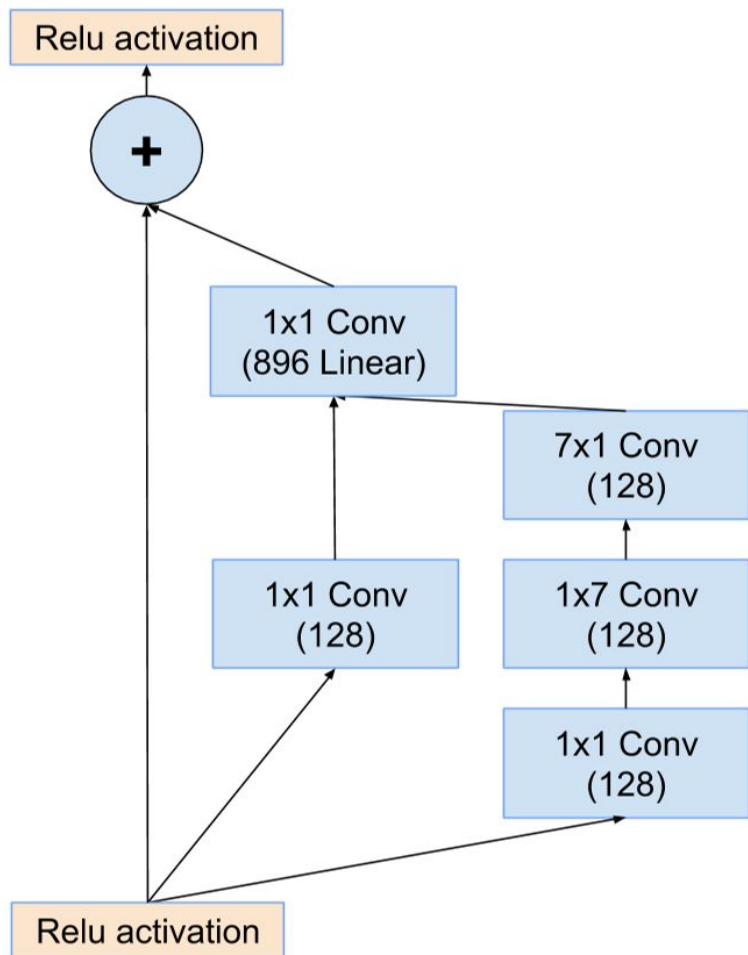 Relu activation
+
1x1 Conv
(896 Linear)
7x1 Conv
(128)
1x1 Conv
(128)
1x7 Conv
(128)
1x1 Conv
(128)
Relu activation